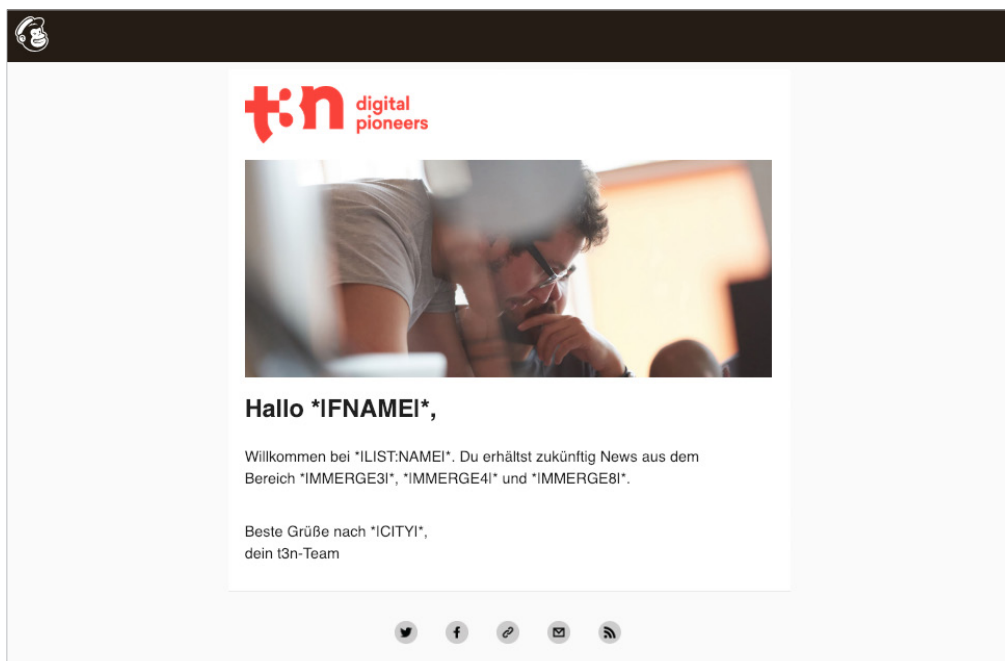 t3n digital
pioneers
Hallo *|FNAME|*,
Willkommen bei *|LIST:NAME|*. Du erhältst zukünftig News aus dem
Bereich *|MMERGE3|*, *|MMERGE4|* und *|MMERGE8|*.
Beste Grüße nach *|CITY|*,
dein t3n-Team